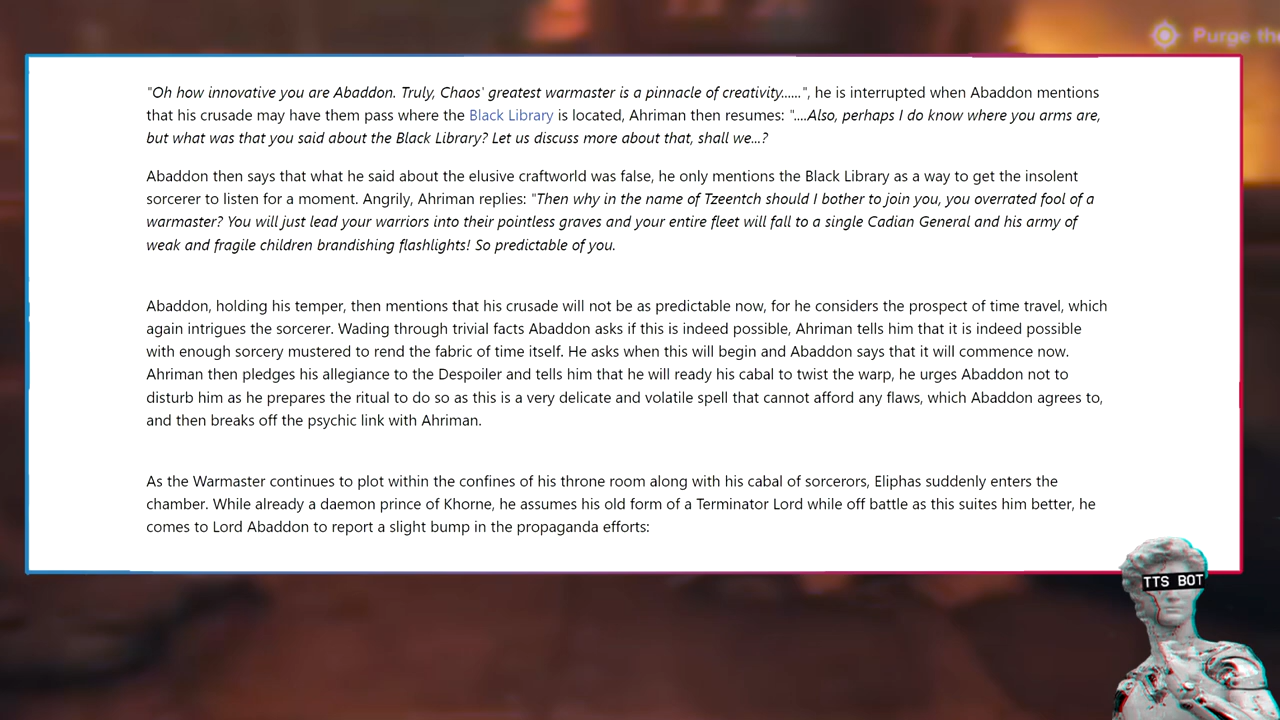 Purge the
"Oh how innovative you are Abaddon. Truly, Chaos' greatest warmaster is a pinnacle of creativity......", he is interrupted when Abaddon mentions
that his crusade may have them pass where the Black Library is located, Ahriman then resumes: "....Also, perhaps I do know where you arms are,
but what was that you said about the Black Library? Let us discuss more about that, shall we...?
Abaddon then says that what he said about the elusive craftworld was false, he only mentions the Black Library as a way to get the insolent
sorcerer to listen for a moment. Angrily, Ahriman replies: "Then why in the name of Tzeentch should I bother to join you, you overrated fool of a
warmaster? You will just lead your warriors into their pointless graves and your entire fleet will fall to a single Cadian General and his army of
weak and fragile children brandishing flashlights! So predictable of you.
Abaddon, holding his temper, then mentions that his crusade will not be as predictable now, for he considers the prospect of time travel, which
again intrigues the sorcerer. Wading through trivial facts Abaddon asks if this is indeed possible, Ahriman tells him that it is indeed possible
with enough sorcery mustered to rend the fabric of time itself. He asks when this will begin and Abaddon says that it will commence now.
Ahriman then pledges his allegiance to the Despoiler and tells him that he will ready his cabal to twist the warp, he urges Abaddon not to
disturb him as he prepares the ritual to do so as this is a very delicate and volatile spell that cannot afford any flaws, which Abaddon agrees to,
and then breaks off the psychic link with Ahriman.
As the Warmaster continues to plot within the confines of his throne room along with his cabal of sorcerors, Eliphas suddenly enters the
chamber. While already a daemon prince of Khorne, he assumes his old form of a Terminator Lord while off battle as this suites him better, he
comes to Lord Abaddon to report a slight bump in the propaganda efforts:
TTS BOT